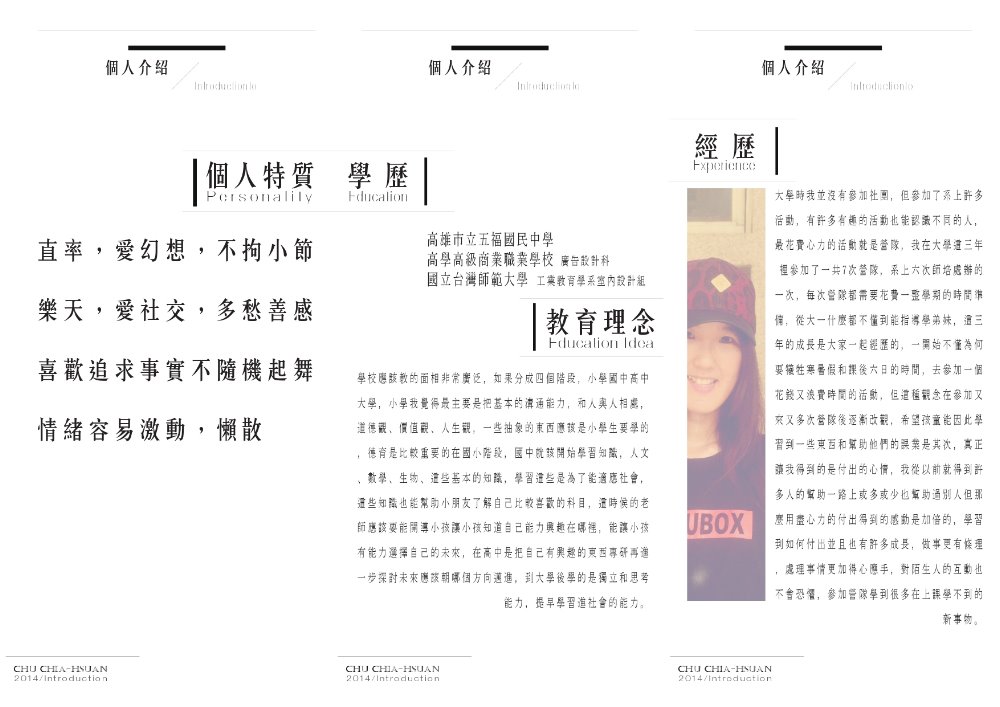 個人介紹
Introductionto
個人特質
Personality
直率，愛幻想，不拘小節
樂天，愛社交，多愁善感
喜歡追求事實不隨機起舞
情緒容易激動，懶散
CHU CHIA-HSUAN
2014/Introduction
個人介紹
Introductionto
學歷
Education
高雄市立五福國民中學
高學高級商業職業學校 廣告設計科
國立台灣師範大學 工業教育學系室內設計組
教育理念
Education Idea
學校應該教的面相非常廣泛，如果分成四個階段，小學國中高中
大學，小學我覺得最主要是把基本的溝通能力，和人與人相處，
道德觀、價值觀、人生觀，一些抽象的東西應該是小學生要學的
，德育是比較重要的在國小階段，國中就該開始學習知識，人文
、數學、生物、這些基本的知識，學習這些是為了能適應社會，
這些知識也能幫助小朋友了解自己比較喜歡的科目，這時候的老
師應該要能開導小孩讓小孩知道自己能力興趣在哪裡，能讓小孩
有能力選擇自己的未來，在高中是把自己有興趣的東西專研再進
一步探討未來應該朝哪個方向邁進，到大學後學的是獨立和思考
能力，提早學習進社會的能力。
CHU CHIA-HSUAN
2014/Introduction
個人介紹
Introductionto
經歷
Experience
大學時我並沒有參加社團，但參加了系上許多
活動，有許多有趣的活動也能認識不同的人，
最花費心力的活動就是營隊，我在大學這三年
裡參加了一共7次營隊，系上六次師培處辦的
一次，每次營隊都需要花費一整學期的時間準
備，從大一什麼都不懂到能指導學弟妹，這三
年的成長是大家一起經歷的，一開始不懂為何
要犧牲寒暑假和課後六日的時間，去參加一個
花錢又浪費時間的活動，但這種觀念在參加又
來又多次營隊後逐漸改觀，希望孩童能因此學
習到一些東西和幫助他們的課業是其次，真正
讓我得到的是付出的心情，我從以前就得到許
多人的幫助一路上或多或少也幫助過別人但那
麼用盡心力的付出得到的感動是加倍的，學習
到如何付出並且也有許多成長，做事更有條理
，處理事情更加得心應手，對陌生人的互動也
不會恐懼，參加營隊學到很多在上課學不到的
新事物。
UBOX
CHU CHIA-HSUAN
2014/Introduction